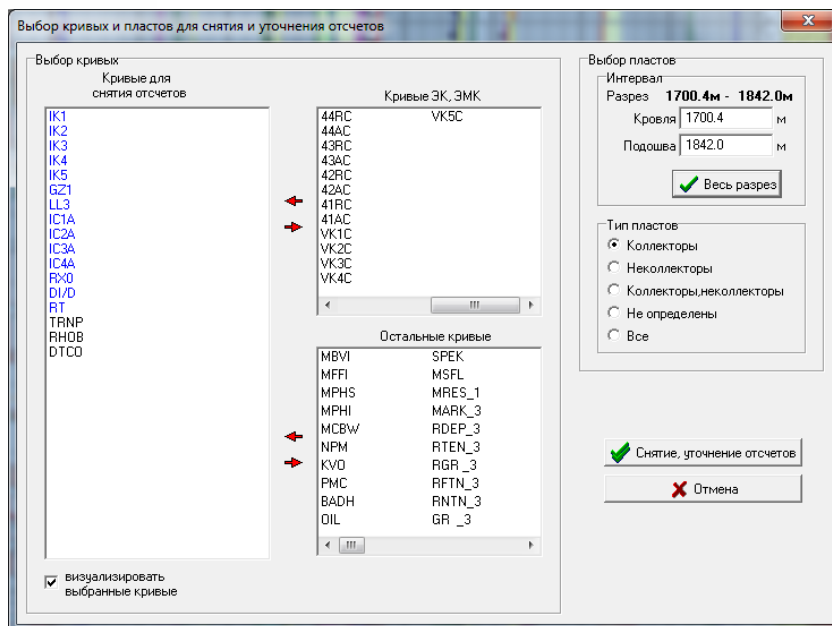 Выбор кривых и пластов для снятия и уточнения отсчетов
Выбор кривых
Кривые для
снятия отсчетов
IK1
IK2
IK3
IK4
IK5
GZ1
LL3
IC1A
IC2A
IC3A
IC4A
RX0
DI/D
RT
TRNP
RHOB
DTCO
визуализировать
выбранные кривые
Кривые ЭК, ЭМК
44RC VK5C
44AC
43RC
43AC
42RC
42AC
41RC
41AC
VK1C
VK2C
VK3C
VK4C
Остальные кривые
MBVI SPEK
MFFI MSFL
MPHS MRES_1
MPHI MARK_3
MCBW RDEP_3
NPM RTEN_3
KVO RGR _3
PMC RFTN_3
BADH RNTN_3
OIL GR _3
Выбор пластов
Интервал
Разрез 1700.4м - 1842.0м
Кровля 1700.4 м
Подошва 1842.0 м
Весь разрез
Тип пластов
Коллекторы
Неколлекторы
Коллекторы,неколлекторы
Не определены
Все
Снятие, уточнение отсчетов
Отмена